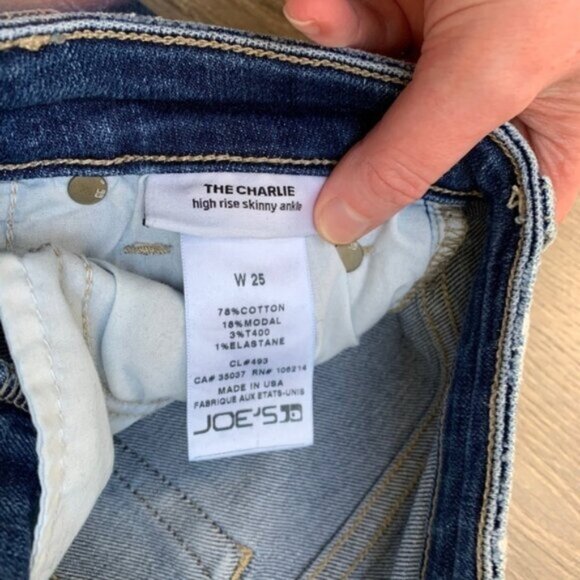 THE CHARLIE
high rise skinny ankle
W 25
78%COTTON
18%MODAL
3%T400
1%ELASTANE
CL#493
CA# 35037 RN# 106214
MADE IN USA
FABRIQUE AUX ETATS-UNIS
JOE'S